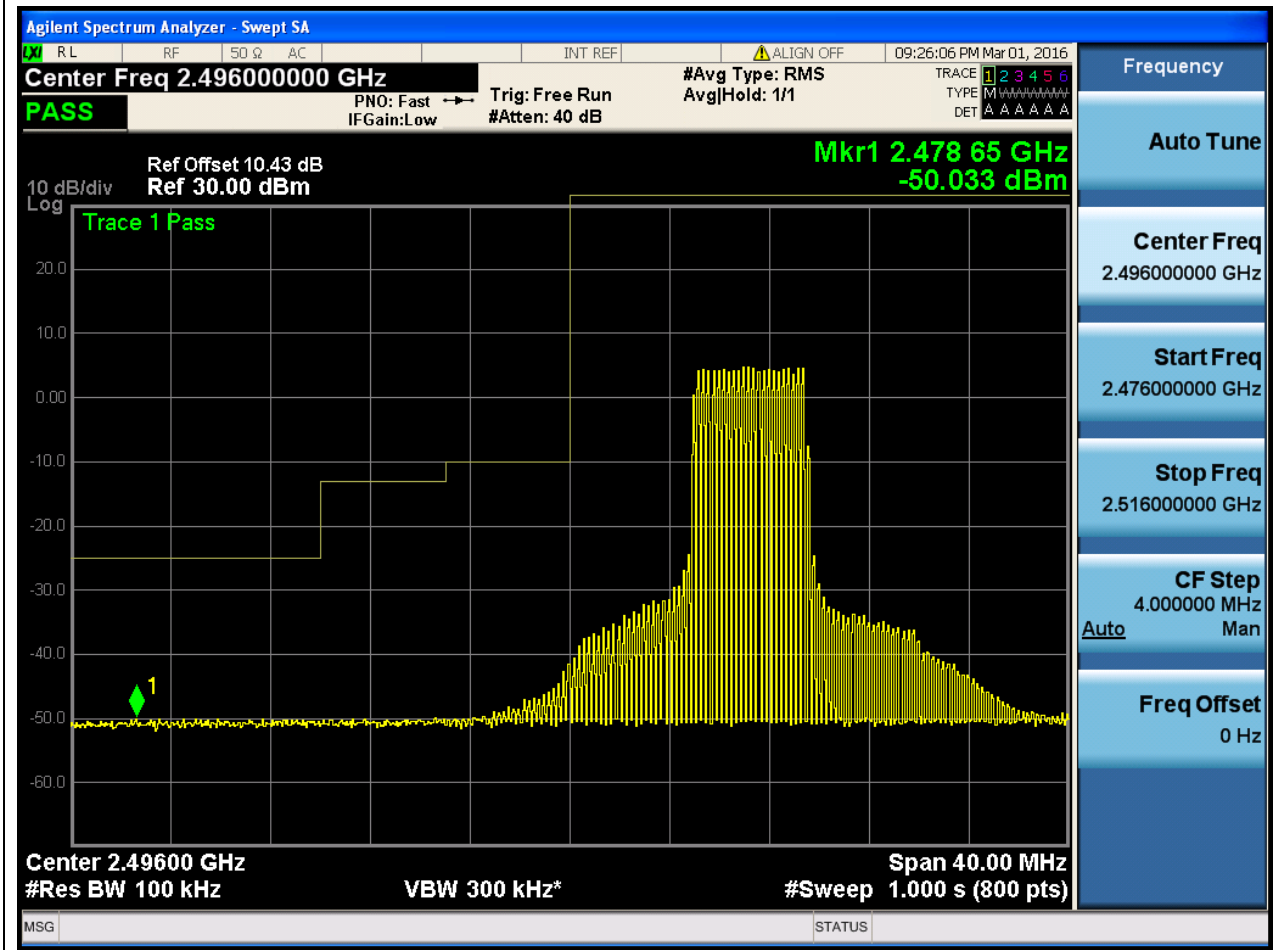 Agilent Spectrum Analyzer - Swept SA
LXI RL RF 50 Ω AC INT REF ALIGN OFF 09:26:06 PM Mar 01, 2016
Center Freq 2.496000000 GHz
PASS
PNO: Fast
IFGain:Low
Trig: Free Run
#Atten: 40 dB
#Avg Type: RMS
Avg|Hold: 1/1
TRACE 1 2 3 4 5 6
TYPE M WWWWW
DET A A A A A A
Ref Offset 10.43 dB
10 dB/div Ref 30.00 dBm
Log
Mkr1 2.478 65 GHz
-50.033 dBm
Trace 1 Pass
20.0
10.0
0.00
-10.0
-20.0
-30.0
-40.0
-50.0
-60.0
1
Center 2.49600 GHz Span 40.00 MHz
#Res BW 100 kHz VBW 300 kHz* #Sweep 1.000 s (800 pts)
MSG STATUS
Frequency
Auto Tune
Center Freq
2.496000000 GHz
Start Freq
2.476000000 GHz
Stop Freq
2.516000000 GHz
CF Step
4.000000 MHz
Auto Man
Freq Offset
0 Hz